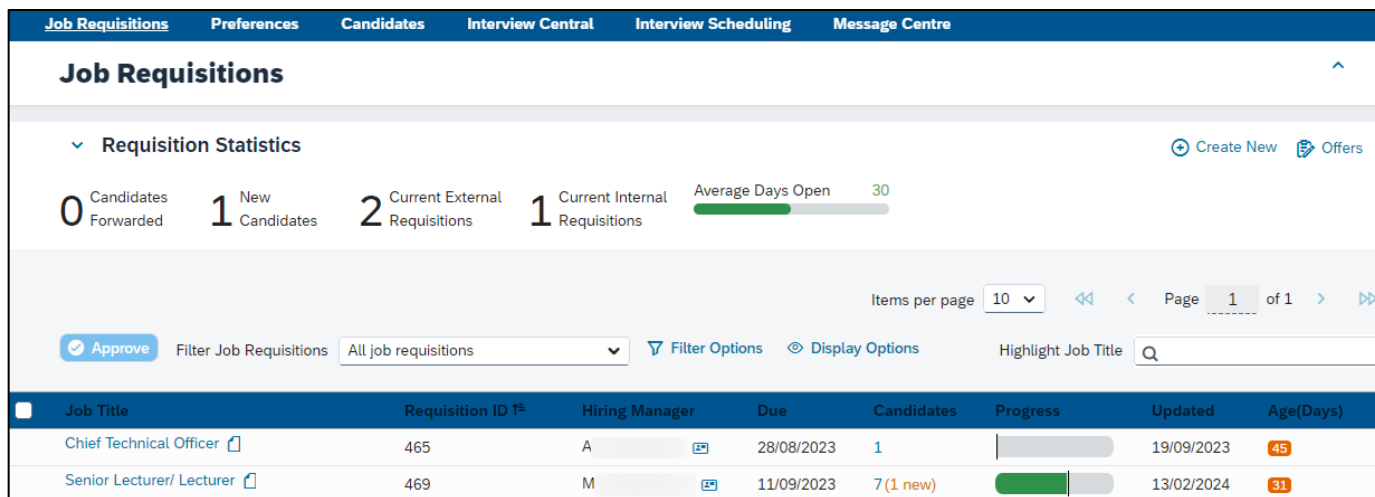 Job Requisitions Preferences Candidates Interview Central Interview Scheduling Message Centre
Job Requisitions
Requisition Statistics
Create New Offers
0 Candidates Forwarded 1 New Candidates 2 Current External Requisitions 1 Current Internal Requisitions Average Days Open 30
Items per page 10 Page 1 of 1
Approve Filter Job Requisitions All job requisitions Filter Options Display Options Highlight Job Title
Job Title Requisition ID Hiring Manager Due Candidates Progress Updated Age(Days)
Chief Technical Officer 465 A 28/08/2023 1 19/09/2023 45
Senior Lecturer/ Lecturer 469 M 11/09/2023 7 (1 new) 13/02/2024 31